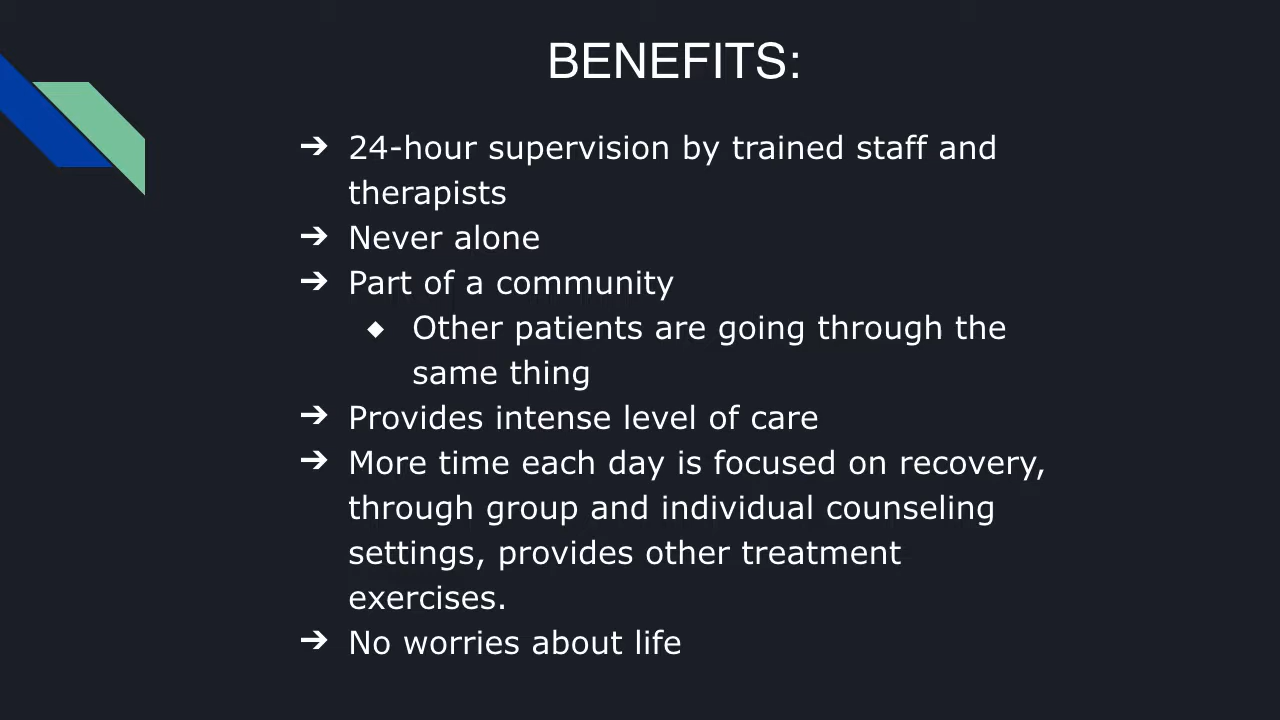 BENEFITS:
➔ 24-hour supervision by trained staff and
therapists
➔ Never alone
➔ Part of a community
◆ Other patients are going through the
same thing
➔ Provides intense level of care
➔ More time each day is focused on recovery,
through group and individual counseling
settings, provides other treatment
exercises.
➔ No worries about life